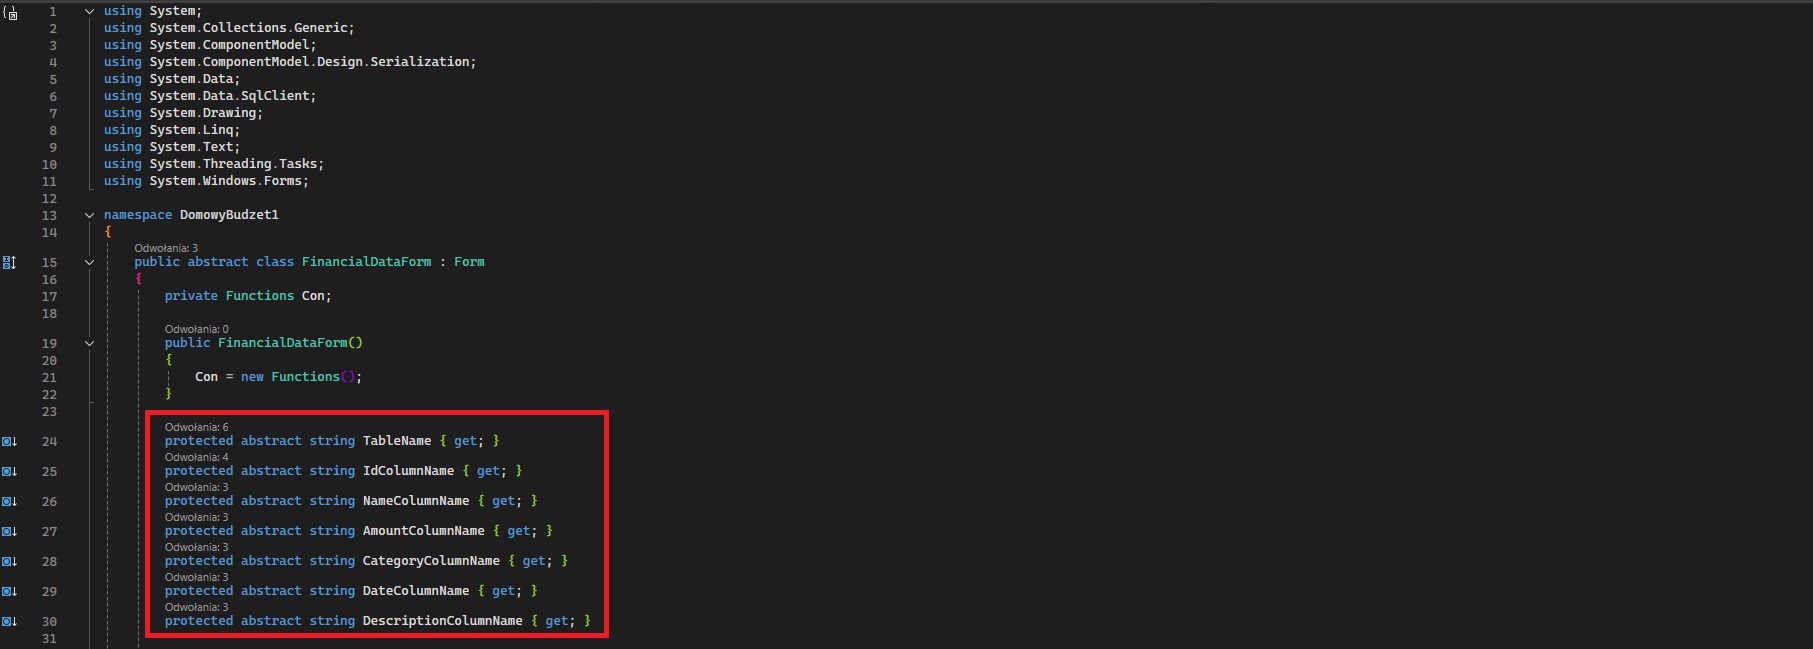 1 using System;
2 using System.Collections.Generic;
3 using System.ComponentModel;
4 using System.ComponentModel.Design.Serialization;
5 using System.Data;
6 using System.Data.SqlClient;
7 using System.Drawing;
8 using System.Linq;
9 using System.Text;
10 using System.Threading.Tasks;
11 using System.Windows.Forms;
12
13 namespace DomowyBudzet1
14 {
Odwołania: 3
15 public abstract class FinancialDataForm : Form
16 {
17 private Functions Con;
18
Odwołania: 0
19 public FinancialDataForm()
20 {
21 Con = new Functions();
22 }
23
Odwołania: 6
24 protected abstract string TableName { get; }
Odwołania: 4
25 protected abstract string IdColumnName { get; }
Odwołania: 3
26 protected abstract string NameColumnName { get; }
Odwołania: 3
27 protected abstract string AmountColumnName { get; }
Odwołania: 3
28 protected abstract string CategoryColumnName { get; }
Odwołania: 3
29 protected abstract string DateColumnName { get; }
Odwołania: 3
30 protected abstract string DescriptionColumnName { get; }
31